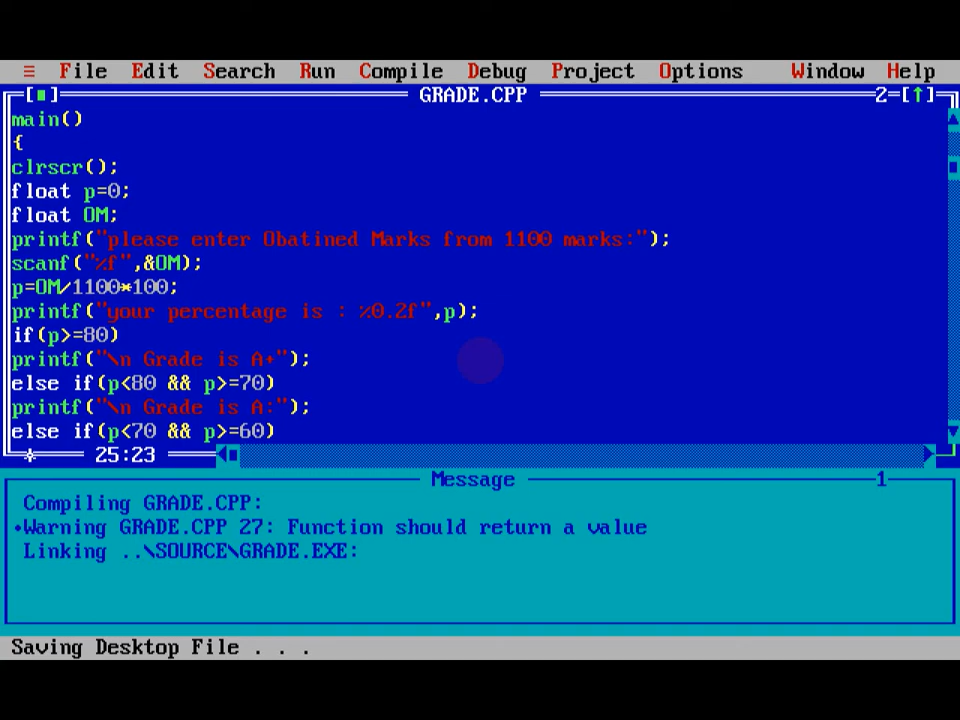 ≡ File Edit Search Run Compile Debug Project Options Window Help
[■] GRADE.CPP 2=[↑]
main()
{
clrscr();
float p=0;
float OM;
printf("please enter Obatined Marks from 1100 marks:");
scanf("%f",&OM);
p=OM/1100*100;
printf("your percentage is : %0.2f",p);
if(p>=80)
printf("\n Grade is A+");
else if(p<80 && p>=70)
printf("\n Grade is A:");
else if(p<70 && p>=60)
25:23
Message 1
Compiling GRADE.CPP:
•Warning GRADE.CPP 27: Function should return a value
Linking ..\SOURCE\GRADE.EXE:
Saving Desktop File . . .